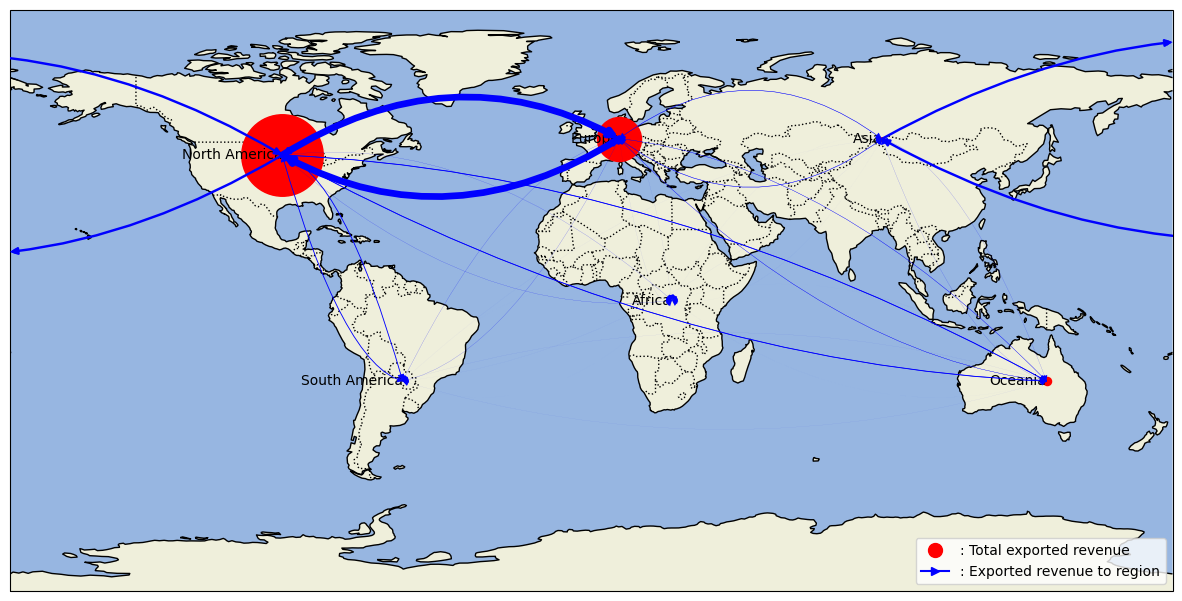 North America
Europe
Asia
Africa
South America
Oceania
: Total exported revenue
: Exported revenue to region